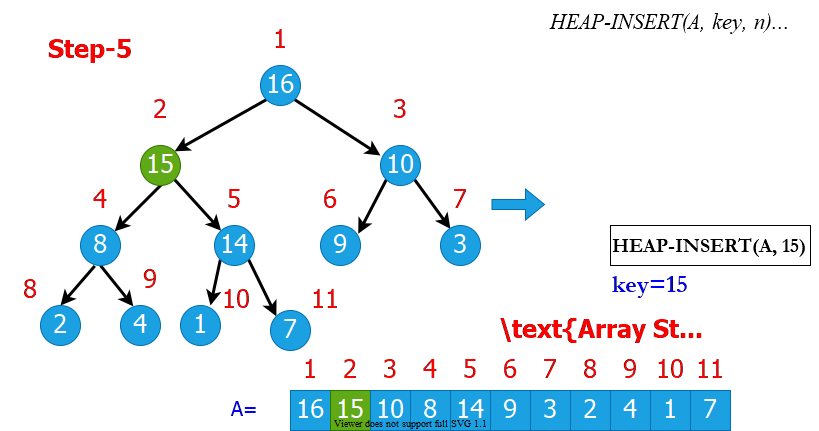 HEAP-INSERT(A, key, n)...
Step-5
1
16
2
3
15
10
4
5
6
7
8
14
9
3
HEAP-INSERT(A, 15)
key=15
8
9
10
11
2
4
1
7
\text{Array St...
1 2 3 4 5 6 7 8 9 10 11
A= 16 15 10 8 14 9 3 2 4 1 7
Viewer does not support full SVG 1.1